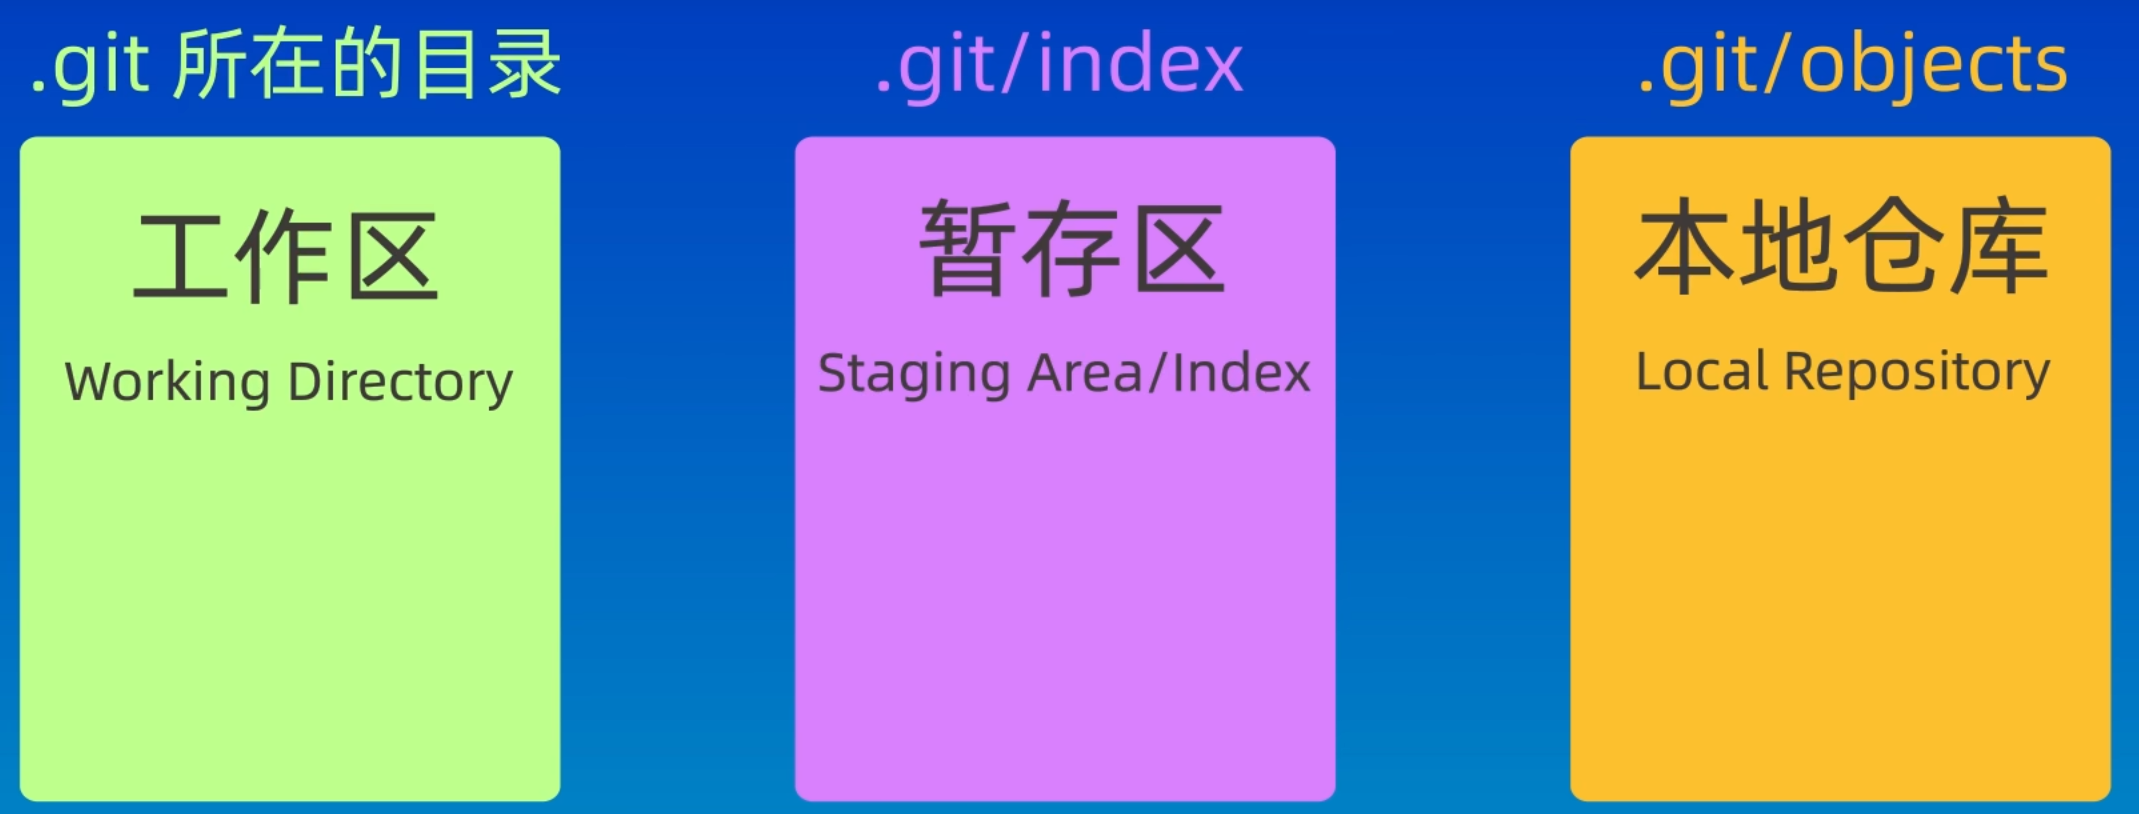 .git 所在的目录
工作区
Working Directory
.git/index
暂存区
Staging Area/Index
.git/objects
本地仓库
Local Repository